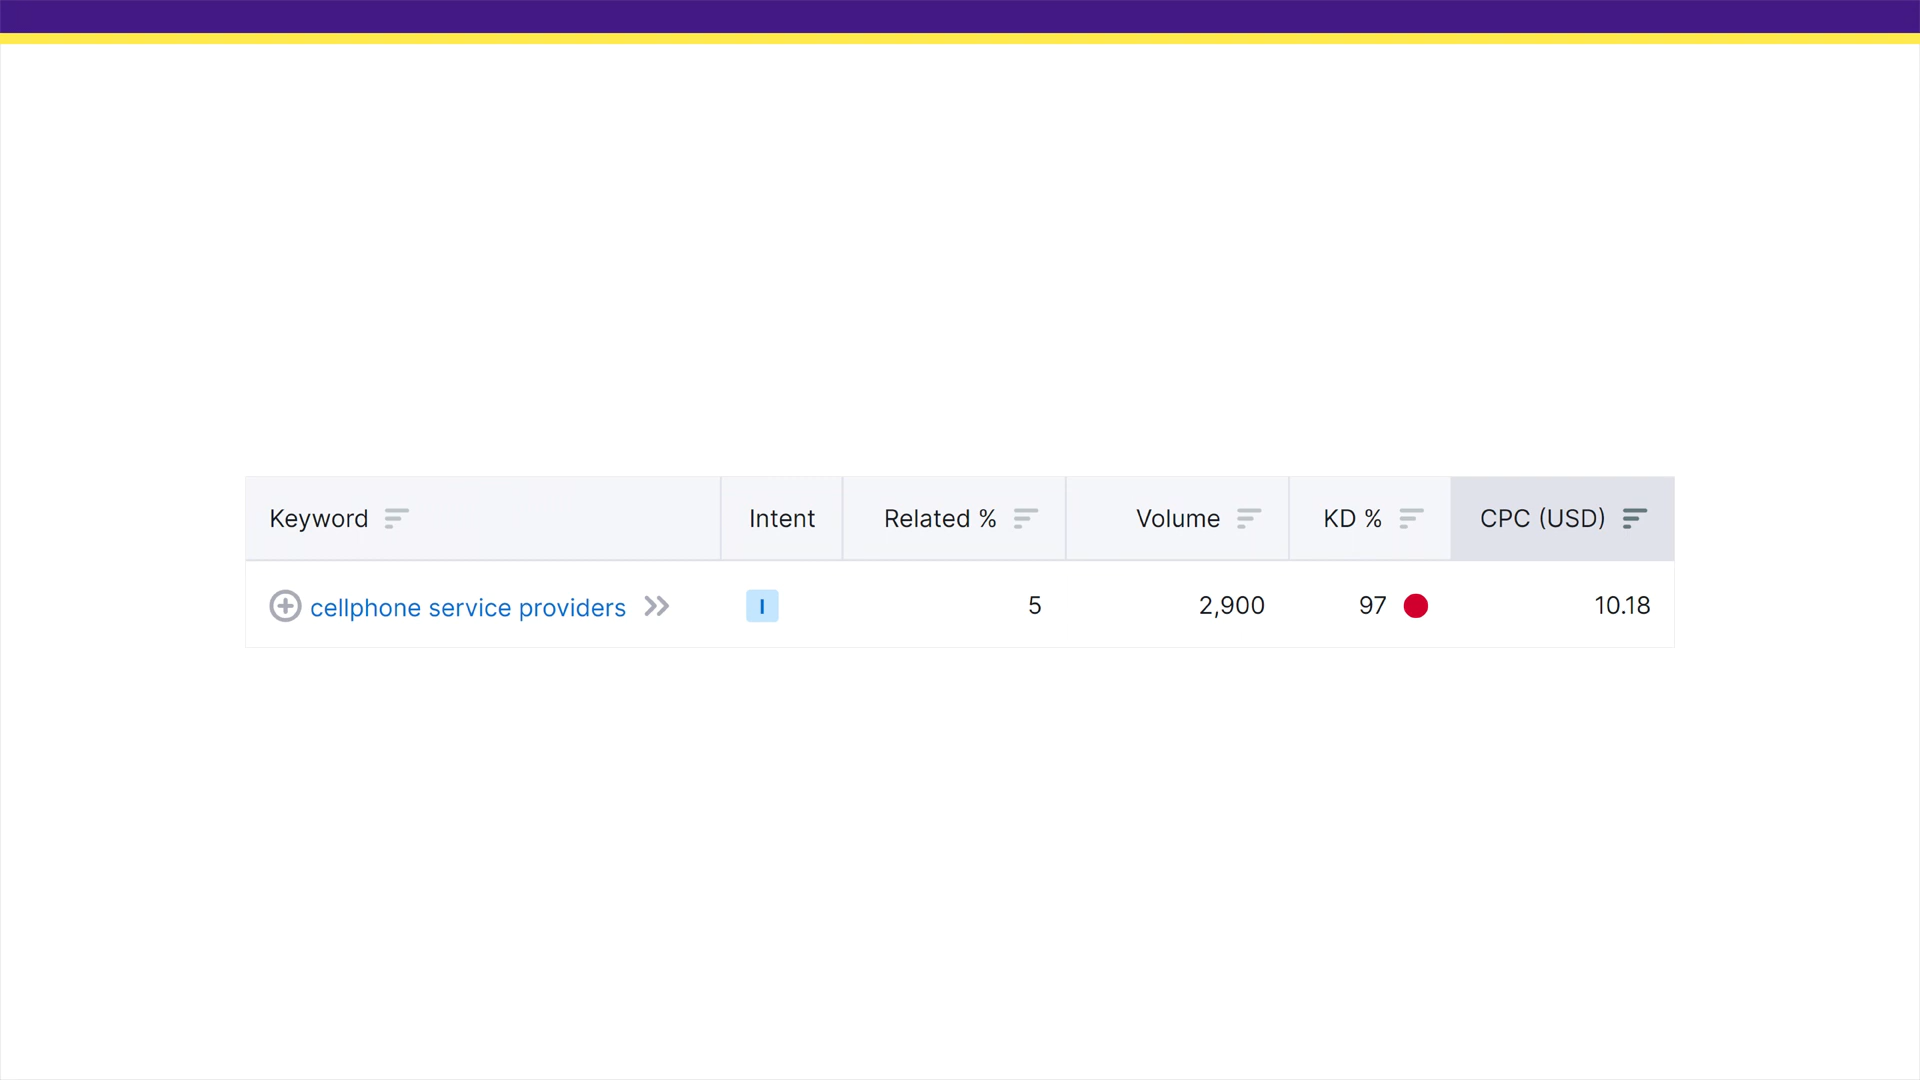 Keyword Intent Related % Volume KD % CPC (USD)
cellphone service providers I 5 2,900 97 10.18